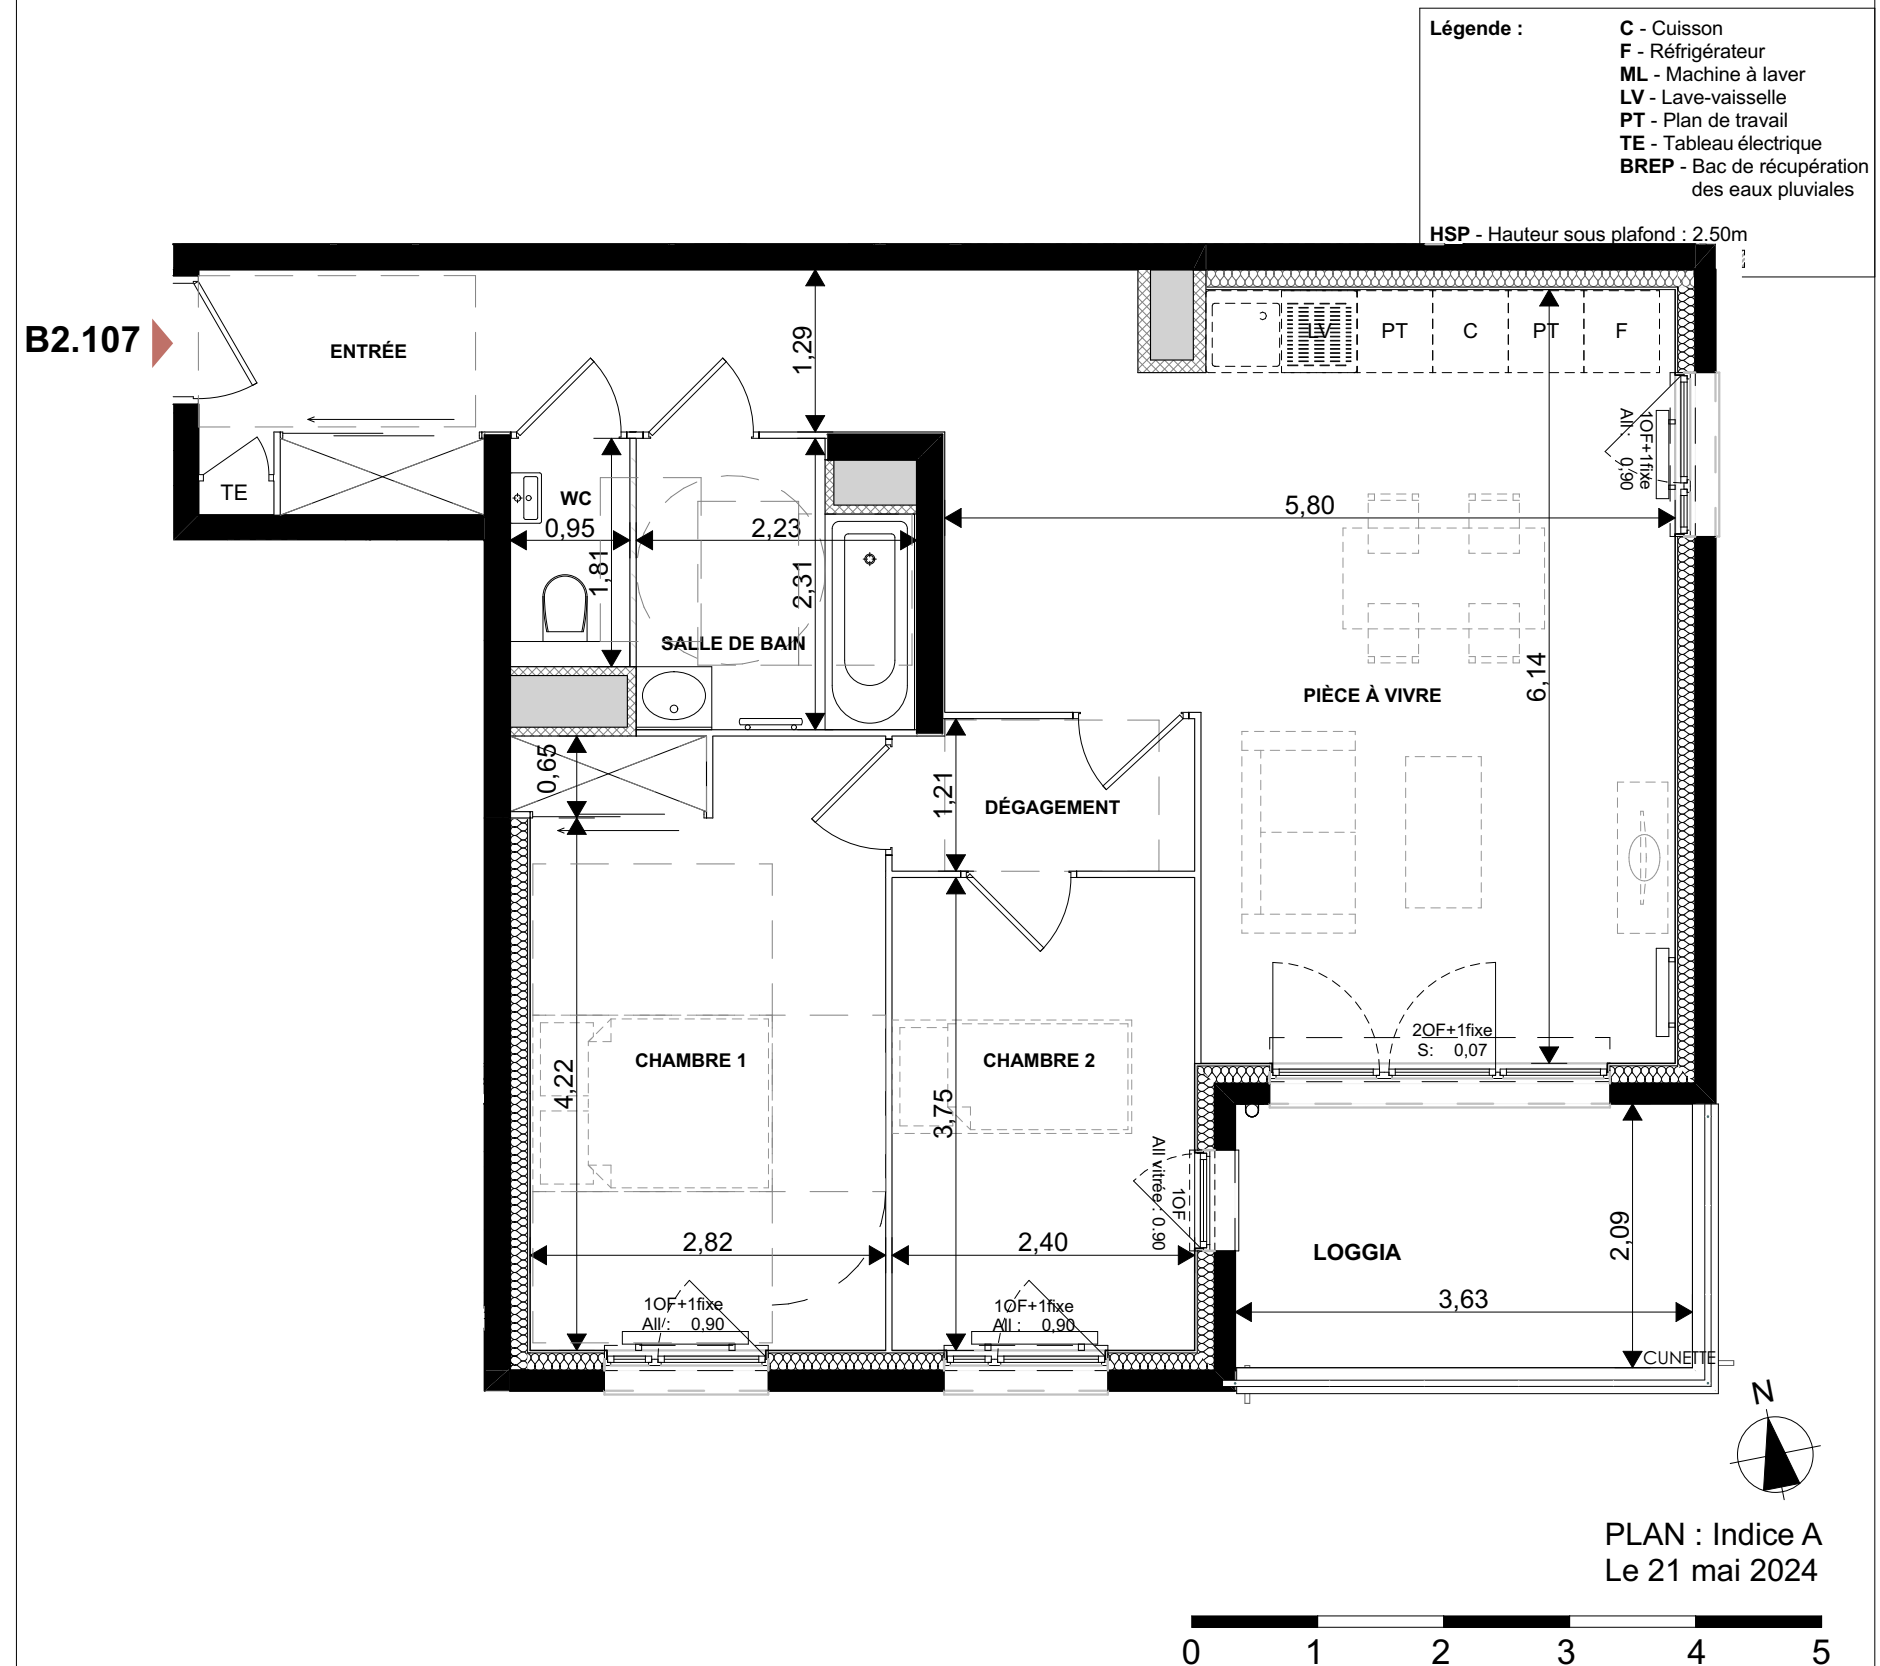 Légende :
C - Cuisson
F - Réfrigérateur
ML - Machine à laver
LV - Lave-vaisselle
PT - Plan de travail
TE - Tableau électrique
BREP - Bac de récupération
des eaux pluviales
HSP - Hauteur sous plafond : 2.50m
B2.107
ENTRÉE
1,29
LV
PT
C
PT
F
1OF+1fixe
All : 0,90
TE
WC
0,95
1,81
2,23
2,31
SALLE DE BAIN
5,80
6,14
PIÈCE À VIVRE
0,65
1,21
DÉGAGEMENT
2OF+1fixe
S: 0,07
CHAMBRE 1
4,22
CHAMBRE 2
3,75
All vitrée : 0.90
1OF
2,82
2,40
LOGGIA
2,09
3,63
1OF+1fixe
All : 0,90
1OF+1fixe
All : 0,90
CUNETTE
N
PLAN : Indice A
Le 21 mai 2024
0 1 2 3 4 5